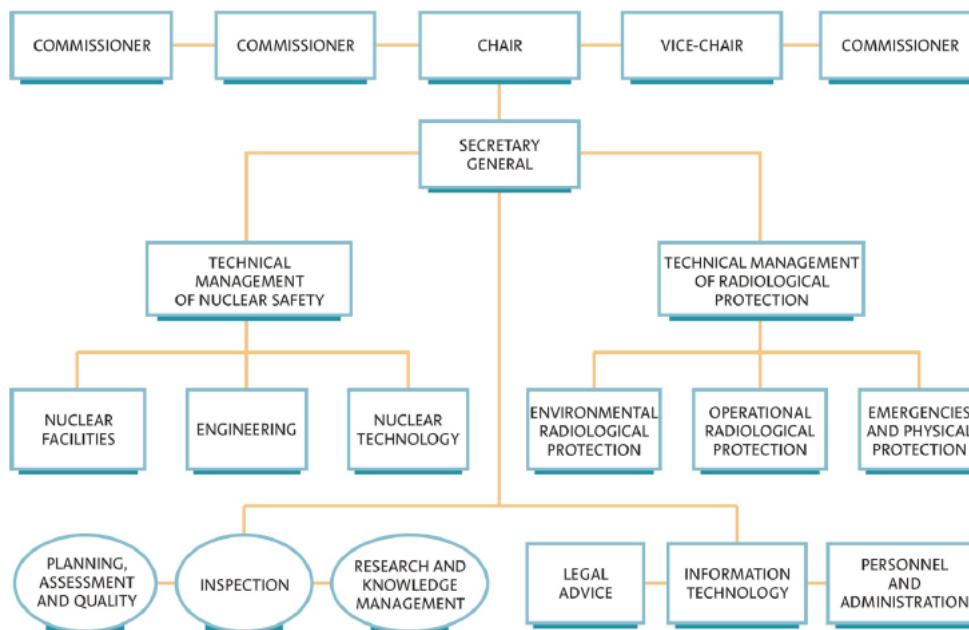 COMMISSIONER
COMMISSIONER
CHAIR
VICE-CHAIR
COMMISSIONER
SECRETARY
GENERAL
TECHNICAL
MANAGEMENT
OF NUCLEAR SAFETY
TECHNICAL MANAGEMENT
OF RADIOLOGICAL
PROTECTION
NUCLEAR
FACILITIES
ENGINEERING
NUCLEAR
TECHNOLOGY
ENVIRONMENTAL
RADIOLOGICAL
PROTECTION
OPERATIONAL
RADIOLOGICAL
PROTECTION
EMERGENCIES
AND PHYSICAL
PROTECTION
PLANNING,
ASSESSMENT
AND QUALITY
INSPECTION
RESEARCH AND
KNOWLEDGE
MANAGEMENT
LEGAL
ADVICE
INFORMATION
TECHNOLOGY
PERSONNEL
AND
ADMINISTRATION